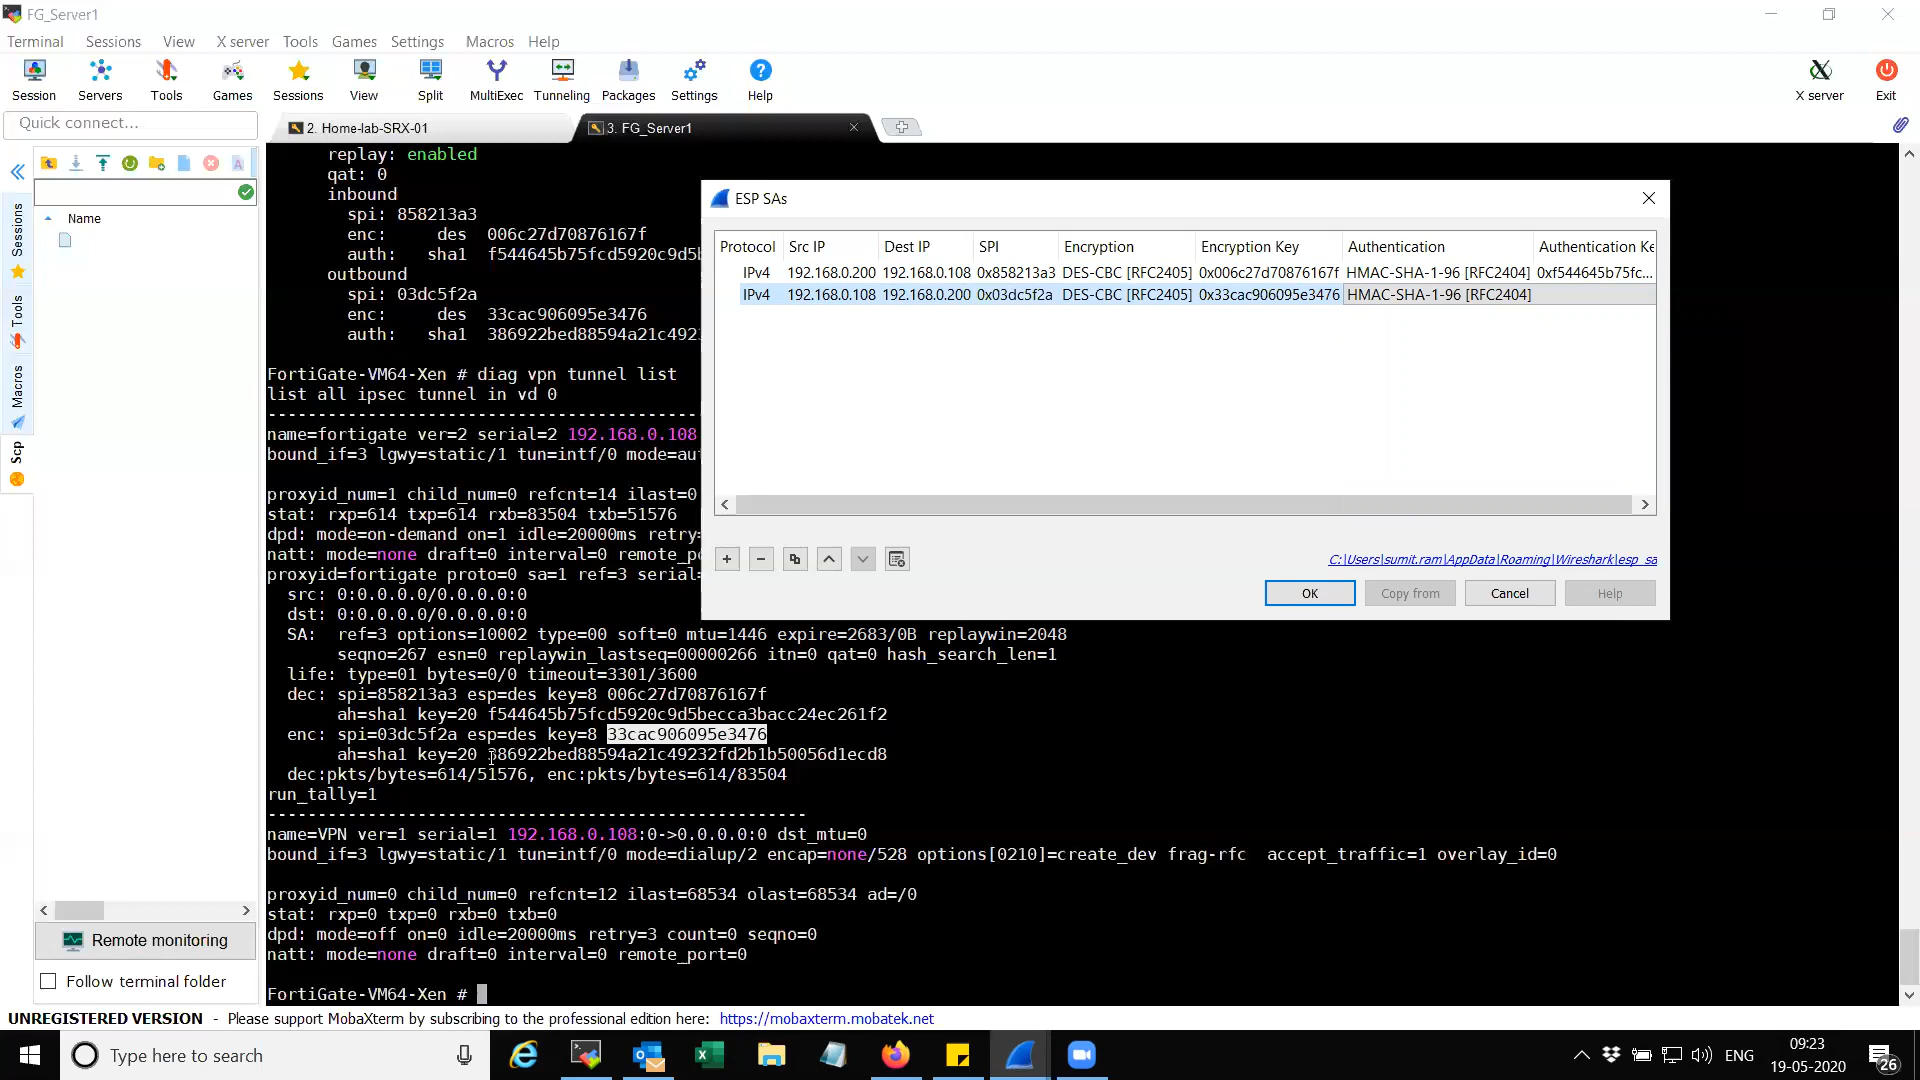 FG_Server1
Terminal Sessions View X server Tools Games Settings Macros Help
Session Servers Tools Games Sessions View Split MultiExec Tunneling Packages Settings Help X server Exit
Quick connect...
2. Home-lab-SRX-01
3. FG_Server1
Name
Sessions
Tools
Macros
Scp
replay: enabled
qat: 0
inbound
spi: 858213a3
enc: des 006c27d70876167f
auth: sha1 f544645b75fcd5920c9d5b
outbound
spi: 03dc5f2a
enc: des 33cac906095e3476
auth: sha1 386922bed88594a21c4923
FortiGate-VM64-Xen # diag vpn tunnel list
list all ipsec tunnel in vd 0
------------------------------------------------------
name=fortigate ver=2 serial=2 192.168.0.108
bound_if=3 lgwy=static/1 tun=intf/0 mode=au
proxyid_num=1 child_num=0 refcnt=14 ilast=0
stat: rxp=614 txp=614 rxb=83504 txb=51576
dpd: mode=on-demand on=1 idle=20000ms retry=
natt: mode=none draft=0 interval=0 remote_po
proxyid=fortigate proto=0 sa=1 ref=3 serial=
src: 0:0.0.0.0/0.0.0.0:0
dst: 0:0.0.0.0/0.0.0.0:0
SA: ref=3 options=10002 type=00 soft=0 mtu=1446 expire=2683/0B replaywin=2048
seqno=267 esn=0 replaywin_lastseq=00000266 itn=0 qat=0 hash_search_len=1
life: type=01 bytes=0/0 timeout=3301/3600
dec: spi=858213a3 esp=des key=8 006c27d70876167f
ah=sha1 key=20 f544645b75fcd5920c9d5becca3bacc24ec261f2
enc: spi=03dc5f2a esp=des key=8 33cac906095e3476
ah=sha1 key=20 386922bed88594a21c49232fd2b1b50056d1ecd8
dec:pkts/bytes=614/51576, enc:pkts/bytes=614/83504
run_tally=1
------------------------------------------------------
name=VPN ver=1 serial=1 192.168.0.108:0->0.0.0.0:0 dst_mtu=0
bound_if=3 lgwy=static/1 tun=intf/0 mode=dialup/2 encap=none/528 options[0210]=create_dev frag-rfc accept_traffic=1 overlay_id=0
proxyid_num=0 child_num=0 refcnt=12 ilast=68534 olast=68534 ad=/0
stat: rxp=0 txp=0 rxb=0 txb=0
dpd: mode=off on=0 idle=20000ms retry=3 count=0 seqno=0
natt: mode=none draft=0 interval=0 remote_port=0
FortiGate-VM64-Xen #
ESP SAs
Protocol Src IP Dest IP SPI Encryption Encryption Key Authentication Authentication Ke
IPv4 192.168.0.200 192.168.0.108 0x858213a3 DES-CBC [RFC2405] 0x006c27d70876167f HMAC-SHA-1-96 [RFC2404] 0xf544645b75fc...
IPv4 192.168.0.108 192.168.0.200 0x03dc5f2a DES-CBC [RFC2405] 0x33cac906095e3476 HMAC-SHA-1-96 [RFC2404]
C:\Users\sumit.ram\AppData\Roaming\Wireshark\esp_sa
OK Copy from Cancel Help
Remote monitoring
Follow terminal folder
UNREGISTERED VERSION - Please support MobaXterm by subscribing to the professional edition here: https://mobaxterm.mobatek.net
Type here to search
ENG
09:23
19-05-2020
26